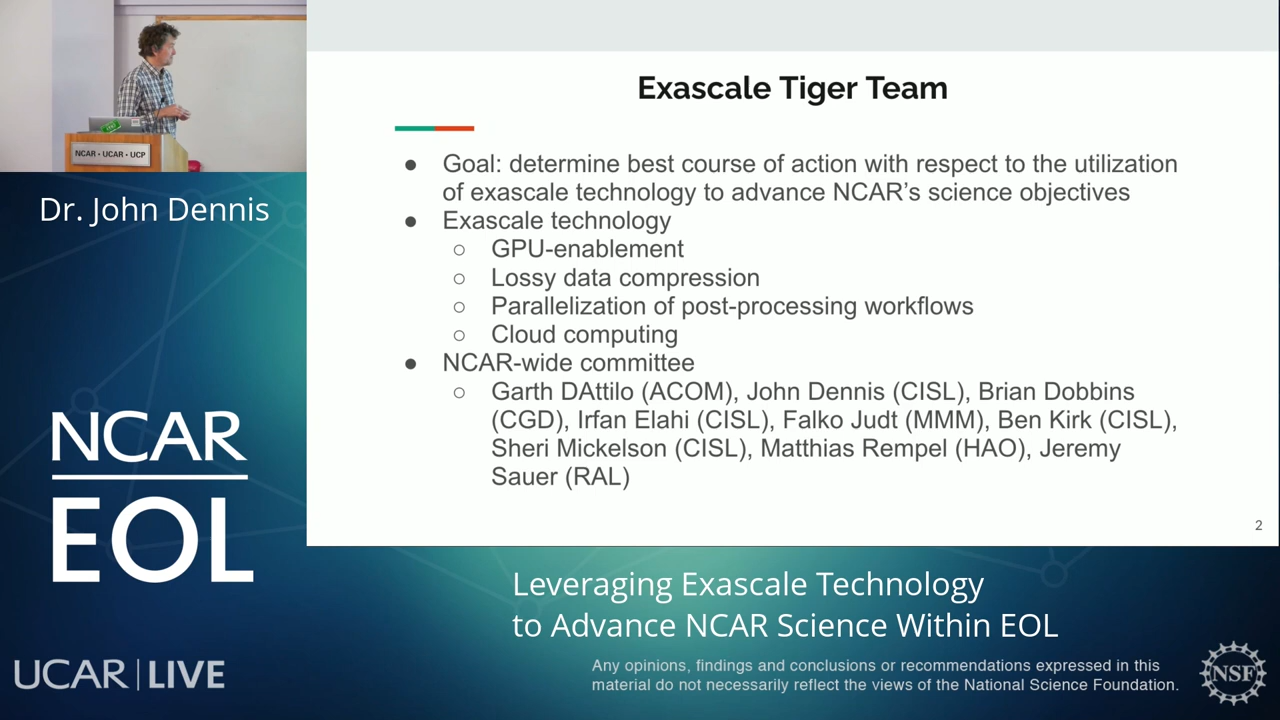 NCAR • UCAR • UCP
Dr. John Dennis
NCAR
EOL
UCAR | LIVE
Exascale Tiger Team
● Goal: determine best course of action with respect to the utilization
of exascale technology to advance NCAR’s science objectives
● Exascale technology
○ GPU-enablement
○ Lossy data compression
○ Parallelization of post-processing workflows
○ Cloud computing
● NCAR-wide committee
○ Garth DAttilo (ACOM), John Dennis (CISL), Brian Dobbins
(CGD), Irfan Elahi (CISL), Falko Judt (MMM), Ben Kirk (CISL),
Sheri Mickelson (CISL), Matthias Rempel (HAO), Jeremy
Sauer (RAL)
2
Leveraging Exascale Technology
to Advance NCAR Science Within EOL
Any opinions, findings and conclusions or recommendations expressed in this
material do not necessarily reflect the views of the National Science Foundation.
NSF